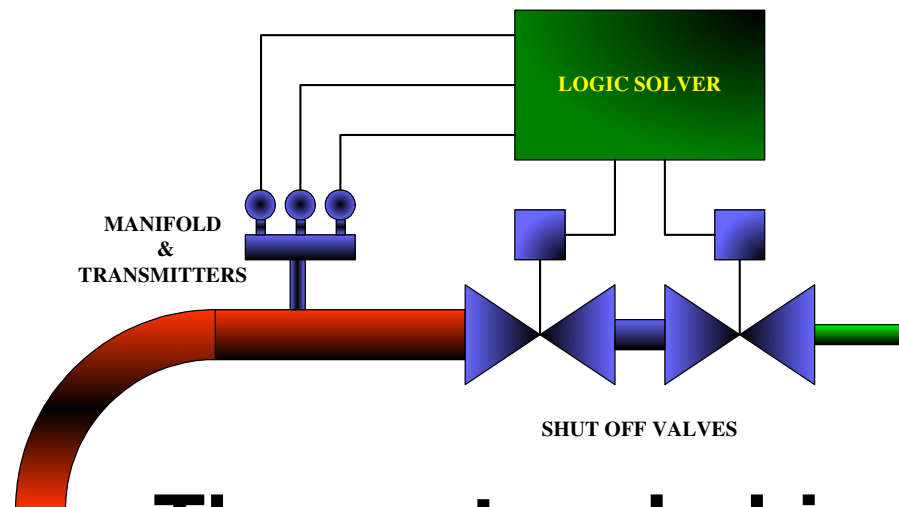 LOGIC SOLVER
MANIFOLD
&
TRANSMITTERS
SHUT OFF VALVES